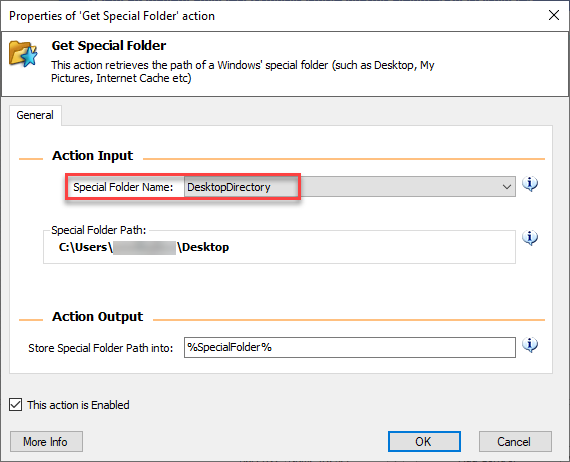 Properties of 'Get Special Folder' action
Get Special Folder
This action retrieves the path of a Windows' special folder (such as Desktop, My
Pictures, Internet Cache etc)
General
Action Input
Special Folder Name: DesktopDirectory
Special Folder Path:
C:\Users\ \Desktop
Action Output
Store Special Folder Path into: %SpecialFolder%
This action is Enabled
More Info OK Cancel